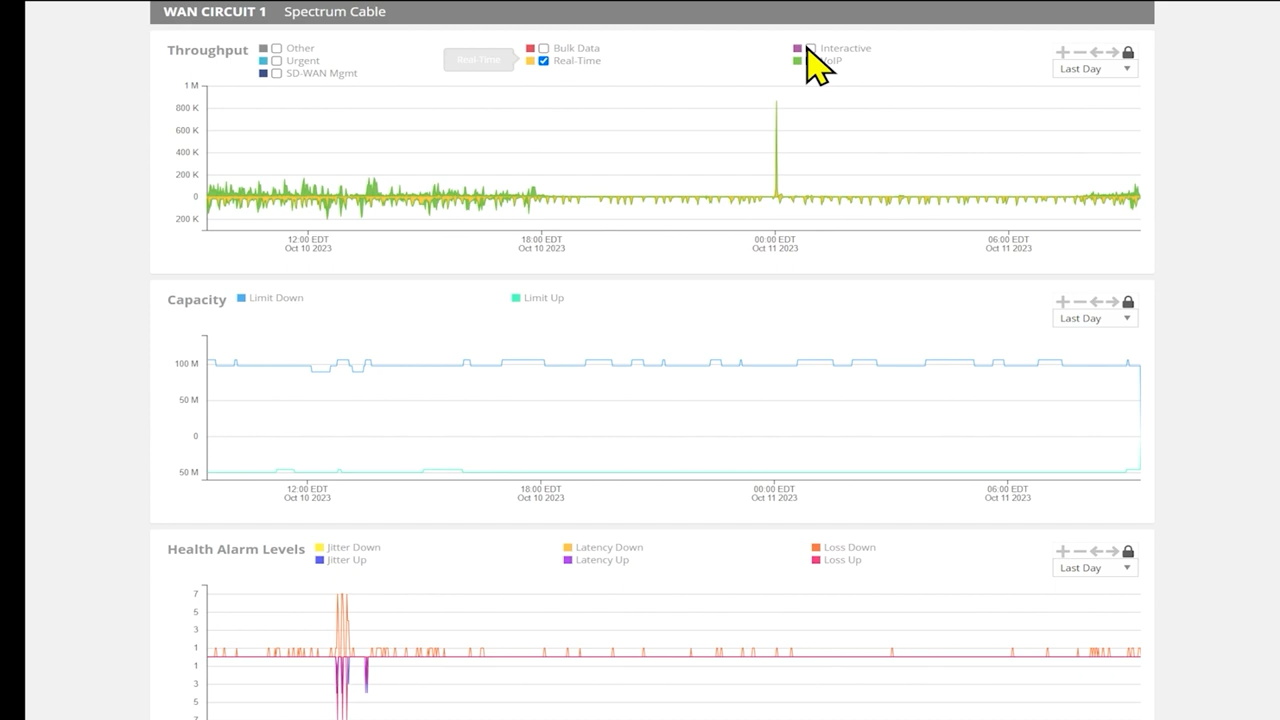 WAN CIRCUIT 1 Spectrum Cable
Throughput
Other
Urgent
SD-WAN Mgmt
Real-Time
Bulk Data
Real-Time
Interactive
Last Day
1 M
800 K
600 K
400 K
200 K
0
200 K
12:00 EDT
Oct 10 2023
18:00 EDT
Oct 10 2023
00:00 EDT
Oct 11 2023
06:00 EDT
Oct 11 2023
Capacity
Limit Down
Limit Up
Last Day
100 M
50 M
0
50 M
12:00 EDT
Oct 10 2023
18:00 EDT
Oct 10 2023
00:00 EDT
Oct 11 2023
06:00 EDT
Oct 11 2023
Health Alarm Levels
Jitter Down
Jitter Up
Latency Down
Latency Up
Loss Down
Loss Up
Last Day
7
5
3
1
1
3
5
7